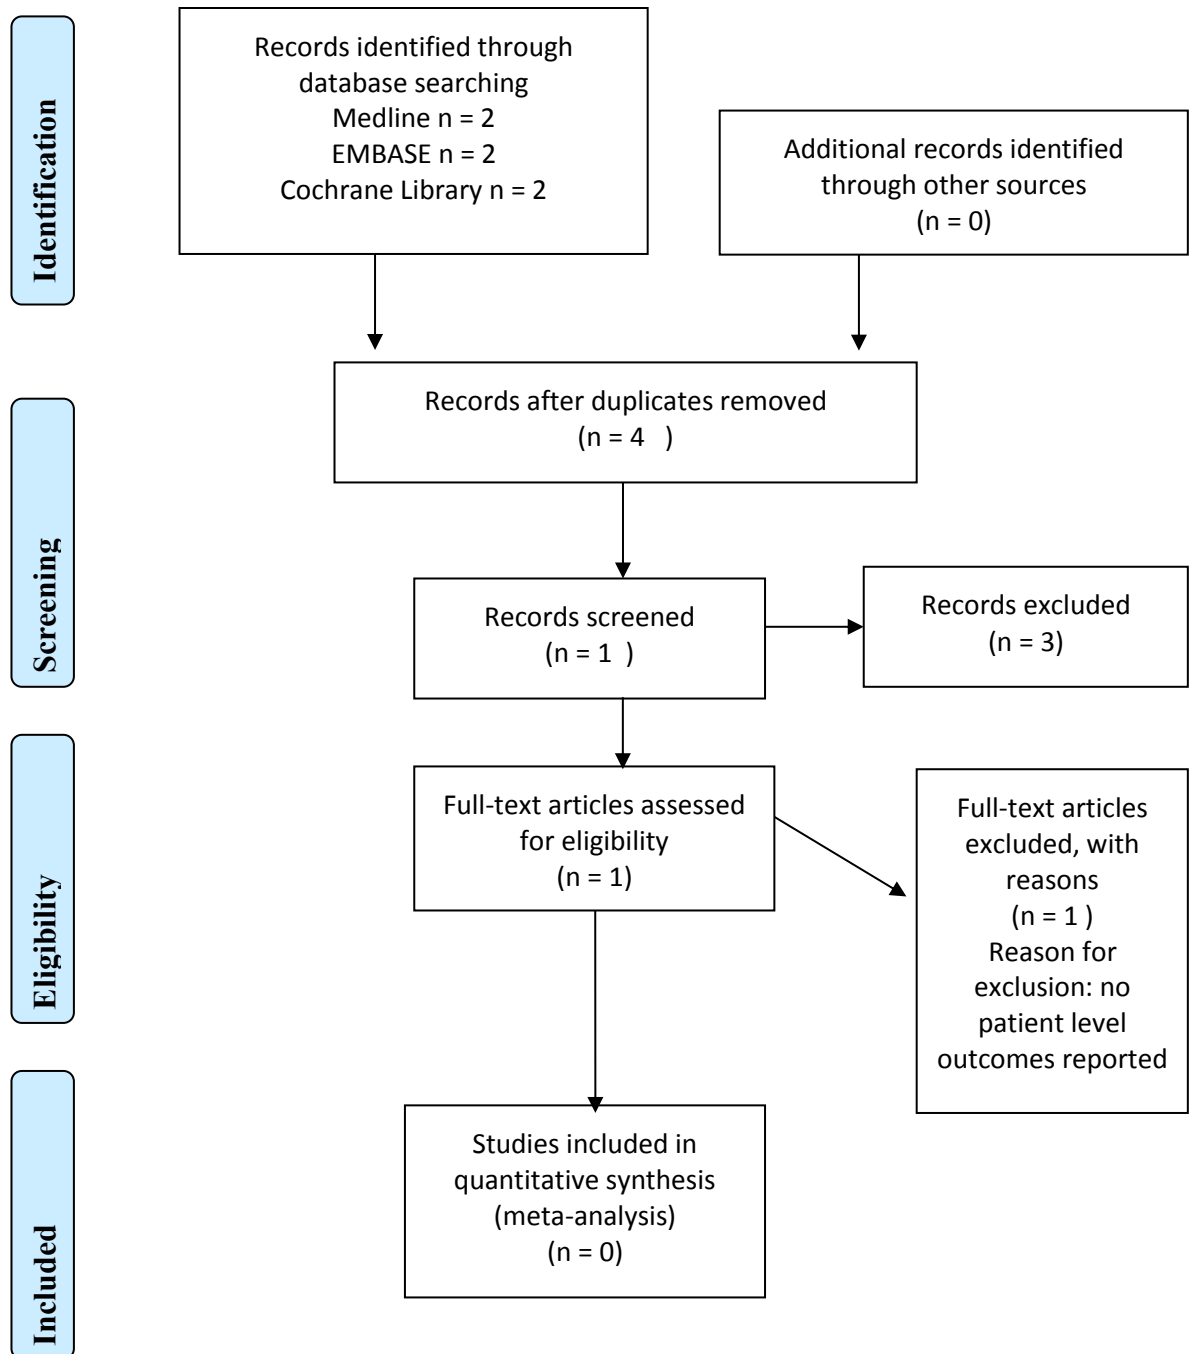 Identification
Records identified through
database searching
Medline n = 2
EMBASE n = 2
Cochrane Library n = 2
Additional records identified
through other sources
(n = 0)
Records after duplicates removed
(n = 4   )
Screening
Records screened
(n = 1  )
Records excluded
(n = 3)
Eligibility
Full-text articles assessed
for eligibility
(n = 1)
Full-text articles
excluded, with
reasons
(n = 1 )
Reason for
exclusion: no
patient level
outcomes reported
Included
Studies included in
quantitative synthesis
(meta-analysis)
(n = 0)